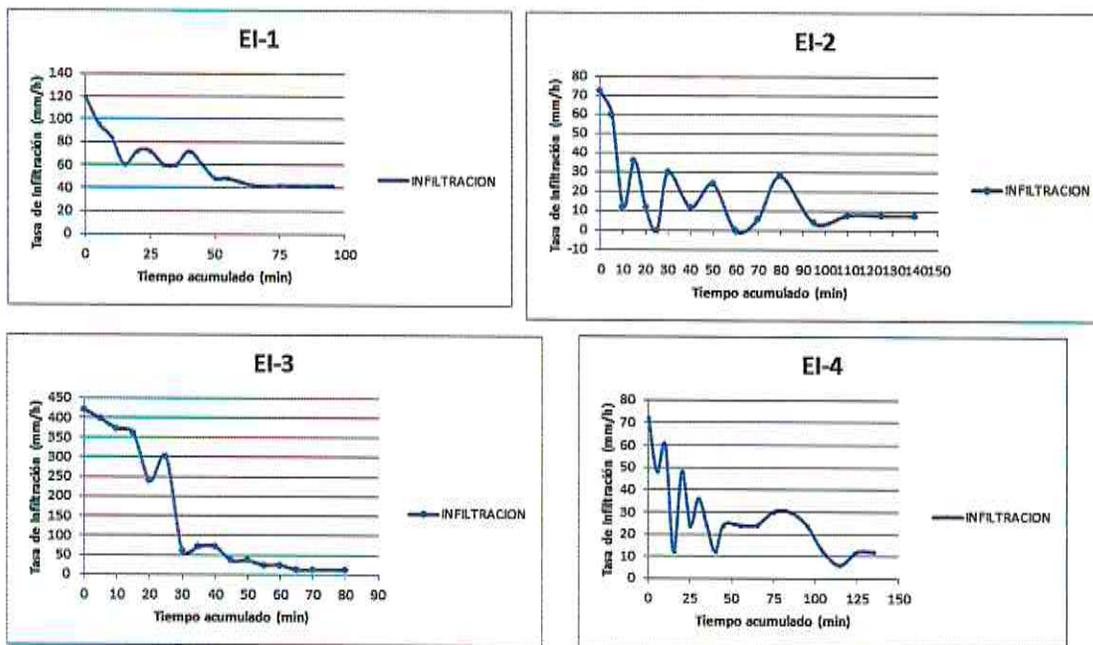 EI-1
Tasa de Infiltración (mm/h)
140
120
100
80
60
40
20
0
0 25 50 75 100
Tiempo acumulado (min)
INFILTRACION
EI-2
Tasa de Infiltración (mm/h)
80
70
60
50
40
30
20
10
0
-10
0 10 20 30 40 50 60 70 80 90 100110120130140150
Tiempo acumulado (min)
INFILTRACION
EI-3
Tasa de Infiltración (mm/h)
450
400
350
300
250
200
150
100
50
0
0 10 20 30 40 50 60 70 80 90
Tiempo acumulado (min)
INFILTRACION
EI-4
Tasa de Infiltración (mm/h)
80
70
60
50
40
30
20
10
0
0 25 50 75 100 125 150
Tiempo acumulado (min)
INFILTRACION